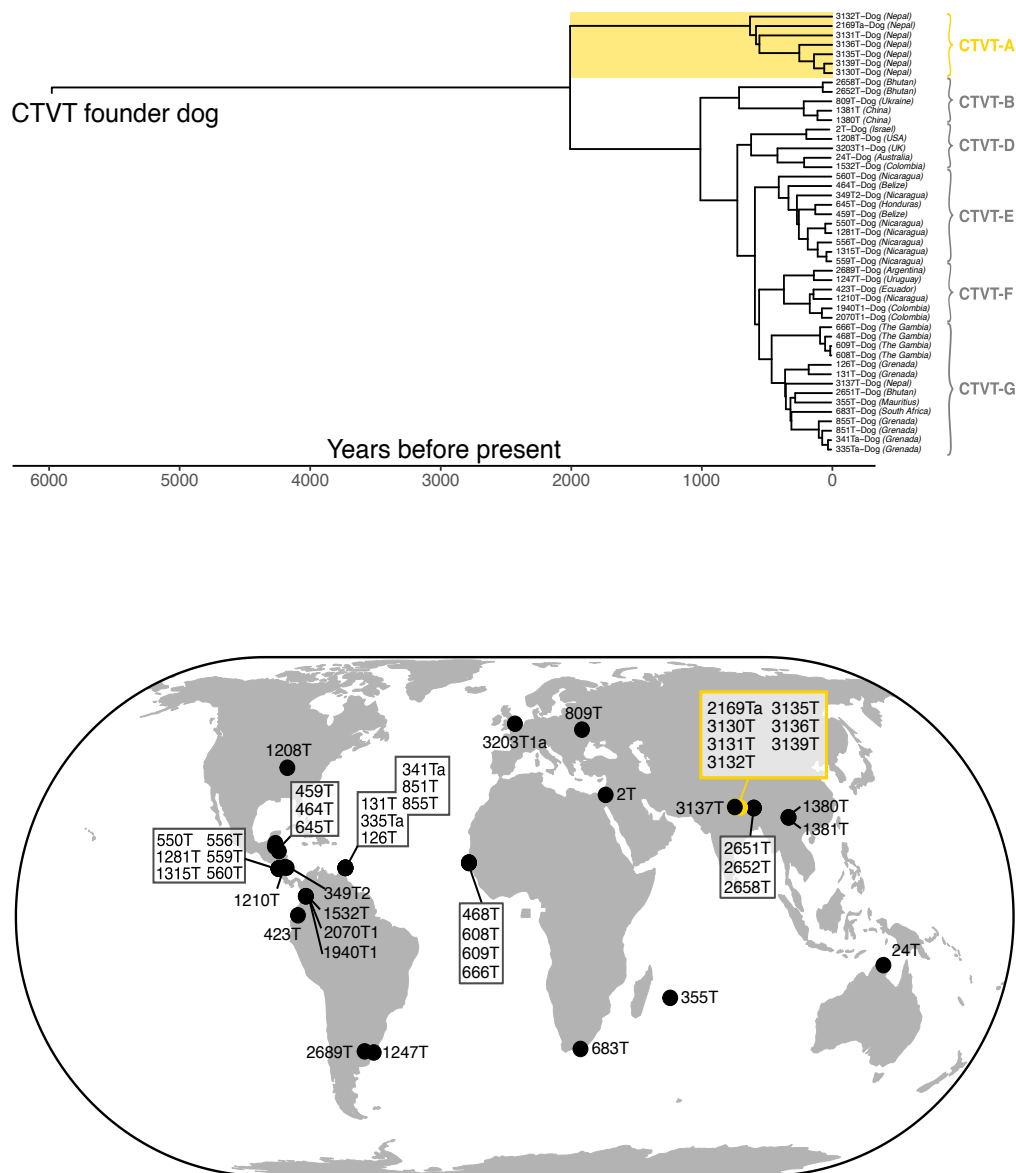 3132T–Dog (Nepal)
2169Ta–Dog (Nepal)
3131T–Dog (Nepal)
3136T–Dog (Nepal)
3135T–Dog (Nepal)
3139T–Dog (Nepal)
3130T–Dog (Nepal)
CTVT-A
2658T–Dog (Bhutan)
2652T–Dog (Bhutan)
809T–Dog (Ukraine)
1381T (China)
1380T (China)
CTVT-B
CTVT founder dog
2T–Dog (Israel)
1208T–Dog (USA)
3203T1–Dog (UK)
24T–Dog (Australia)
1532T–Dog (Colombia)
CTVT-D
560T–Dog (Nicaragua)
464T–Dog (Belize)
349T2–Dog (Nicaragua)
645T–Dog (Honduras)
459T–Dog (Belize)
550T–Dog (Nicaragua)
1281T–Dog (Nicaragua)
556T–Dog (Nicaragua)
1315T–Dog (Nicaragua)
559T–Dog (Nicaragua)
CTVT-E
2689T–Dog (Argentina)
1247T–Dog (Uruguay)
423T–Dog (Ecuador)
1210T–Dog (Nicaragua)
1940T1–Dog (Colombia)
2070T1–Dog (Colombia)
CTVT-F
666T–Dog (The Gambia)
468T–Dog (The Gambia)
609T–Dog (The Gambia)
608T–Dog (The Gambia)
126T–Dog (Grenada)
131T–Dog (Grenada)
3137T–Dog (Nepal)
2651T–Dog (Bhutan)
355T–Dog (Mauritius)
683T–Dog (South Africa)
855T–Dog (Grenada)
851T–Dog (Grenada)
341Ta–Dog (Grenada)
335Ta–Dog (Grenada)
CTVT-G
Years before present
6000 5000 4000 3000 2000 1000 0
2169Ta 3135T
3130T 3136T
3131T 3139T
3132T
809T
3203T1a
1208T
341Ta
851T
131T 855T
335Ta
126T
459T
464T
645T
2T
3137T
1380T
1381T
550T 556T
1281T 559T
1315T 560T
2651T
2652T
2658T
1210T
349T2
1532T
2070T1
1940T1
423T
468T
608T
609T
666T
24T
355T
2689T
1247T
683T